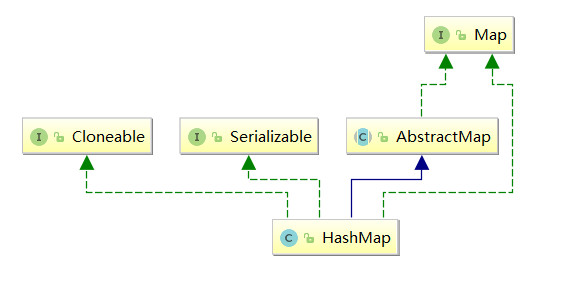 I Map
I Cloneable
I Serializable
C AbstractMap
C HashMap